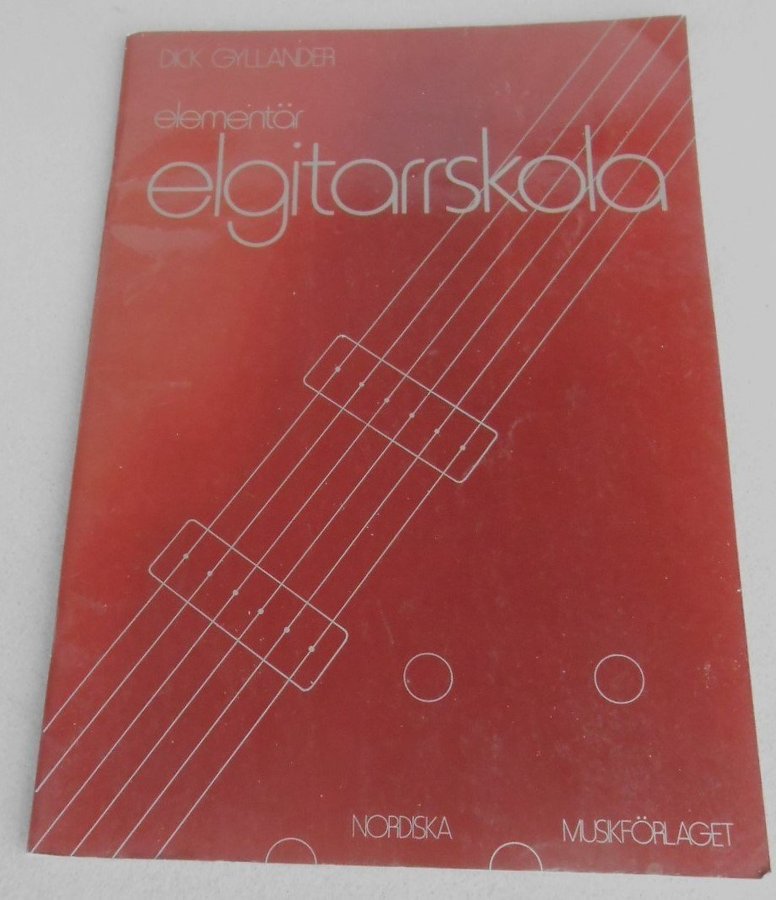 DICK GYLLANDER
elementär
elgitarrskola
NORDISKA MUSIKFÖRLAGET